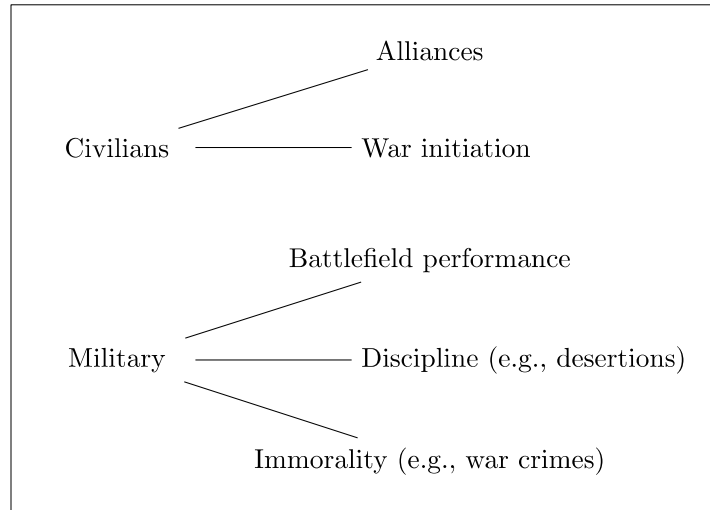 Alliances
Civilians
War initiation
Battlefield performance
Military
Discipline (e.g., desertions)
Immorality (e.g., war crimes)